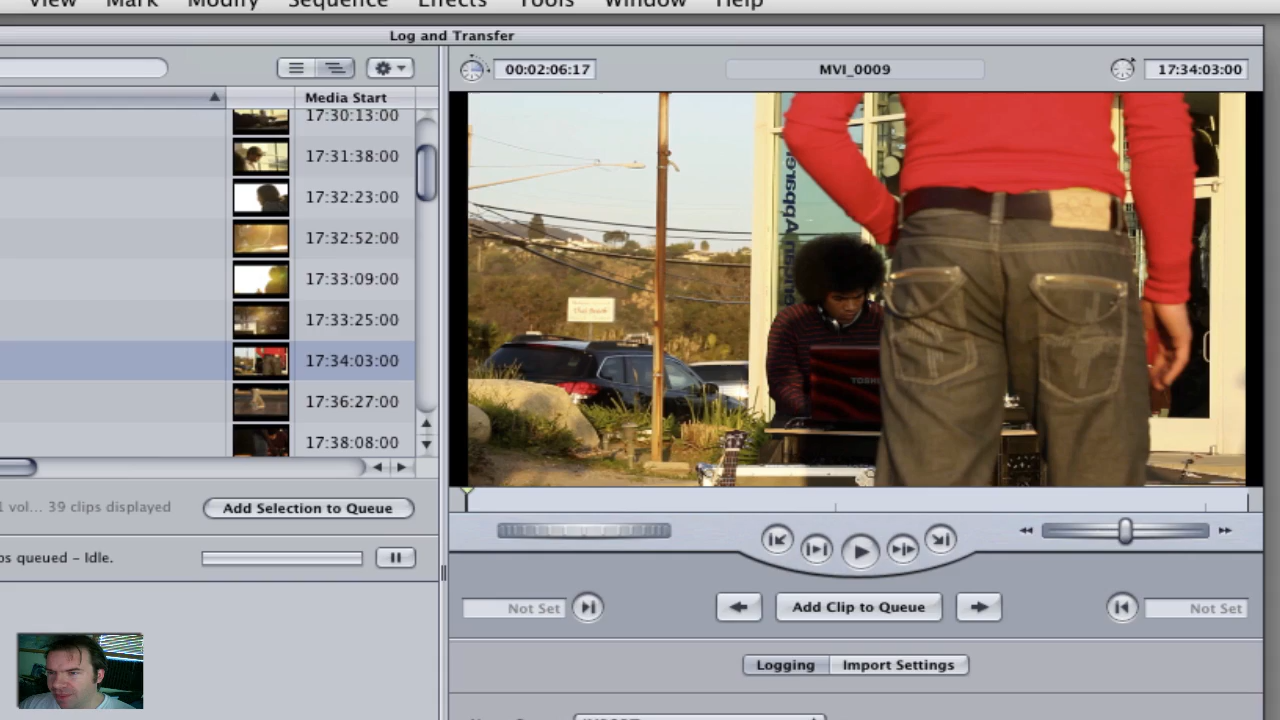 View Mark Modify Sequence Effects Tools Window Help
Log and Transfer
00:02:06:17
MVI_0009
17:34:03:00
Media Start
17:30:13:00
17:31:38:00
17:32:23:00
17:32:52:00
17:33:09:00
17:33:25:00
17:34:03:00
17:36:27:00
17:38:08:00
TOSHI
vol... 39 clips displayed
Add Selection to Queue
queued – Idle.
Not Set
Add Clip to Queue
Not Set
Logging
Import Settings